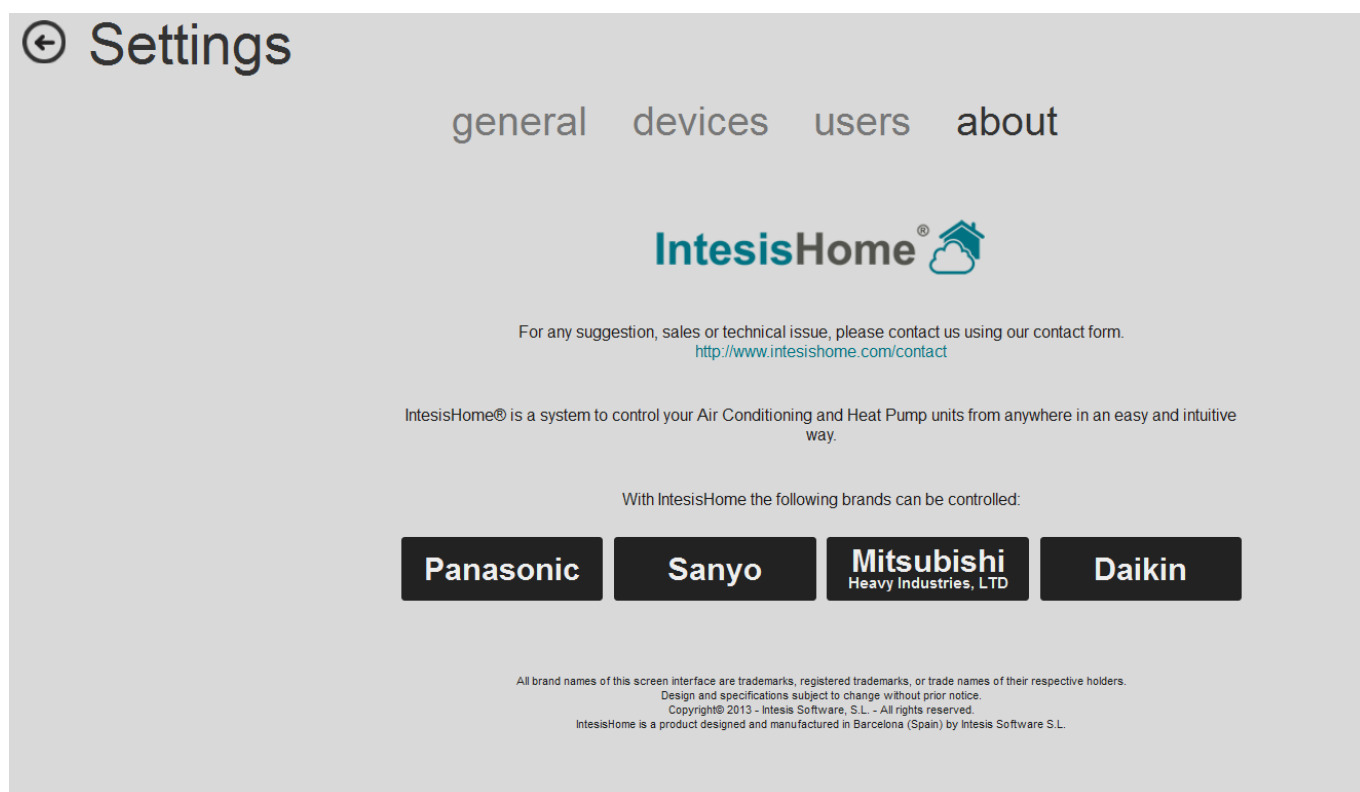 Settings
general devices users about
IntesisHome®
For any suggestion, sales or technical issue, please contact us using our contact form.
http://www.intesishome.com/contact
IntesisHome® is a system to control your Air Conditioning and Heat Pump units from anywhere in an easy and intuitive
way.
With IntesisHome the following brands can be controlled:
Panasonic Sanyo Mitsubishi Daikin
Heavy Industries, LTD
All brand names of this screen interface are trademarks, registered trademarks, or trade names of their respective holders.
Design and specifications subject to change without prior notice.
Copyright© 2013 - Intesis Software, S.L. - All rights reserved.
IntesisHome is a product designed and manufactured in Barcelona (Spain) by Intesis Software S.L.